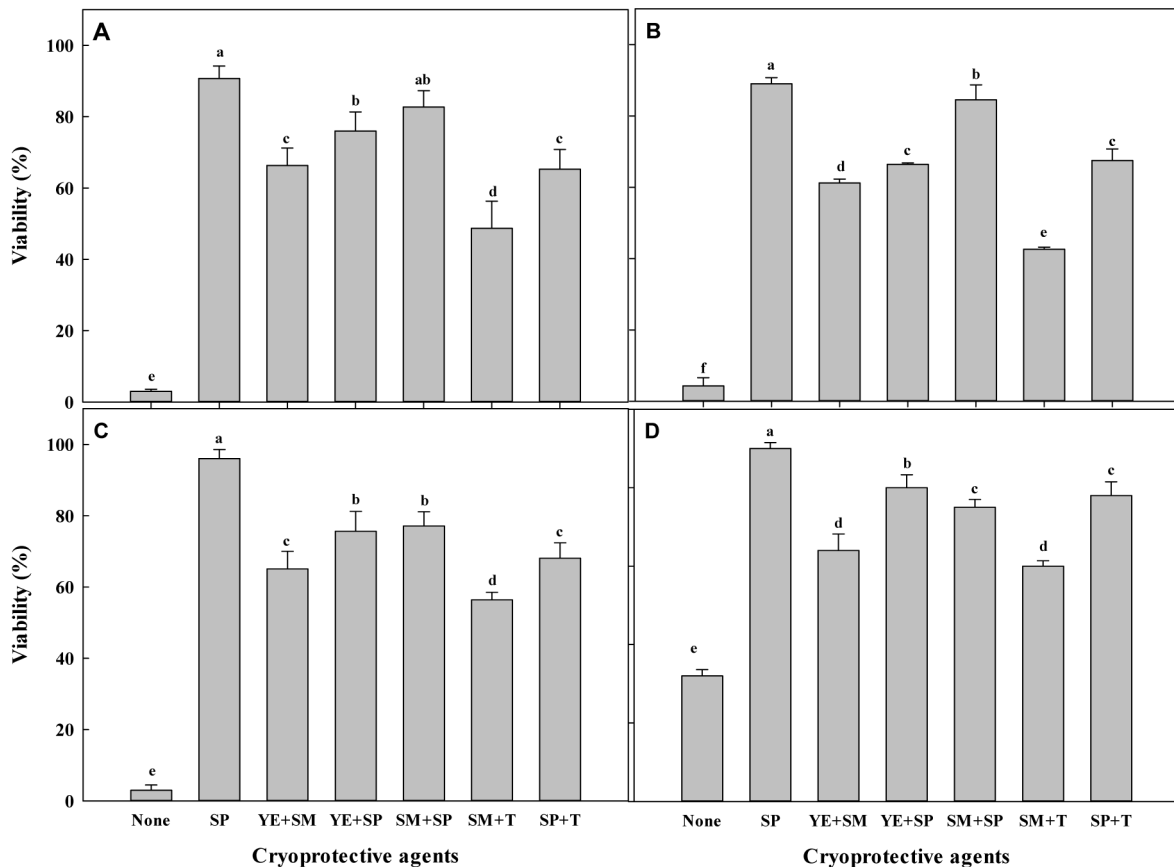 A
B
Viability (%)
100
80
60
40
20
0
e
a
c
b
ab
d
c
f
a
d
c
b
e
c
C
D
Viability (%)
100
80
60
40
20
0
e
a
c
b
b
d
c
e
a
d
b
c
d
c
None SP YE+SM YE+SP SM+SP SM+T SP+T
None SP YE+SM YE+SP SM+SP SM+T SP+T
Cryoprotective agents
Cryoprotective agents